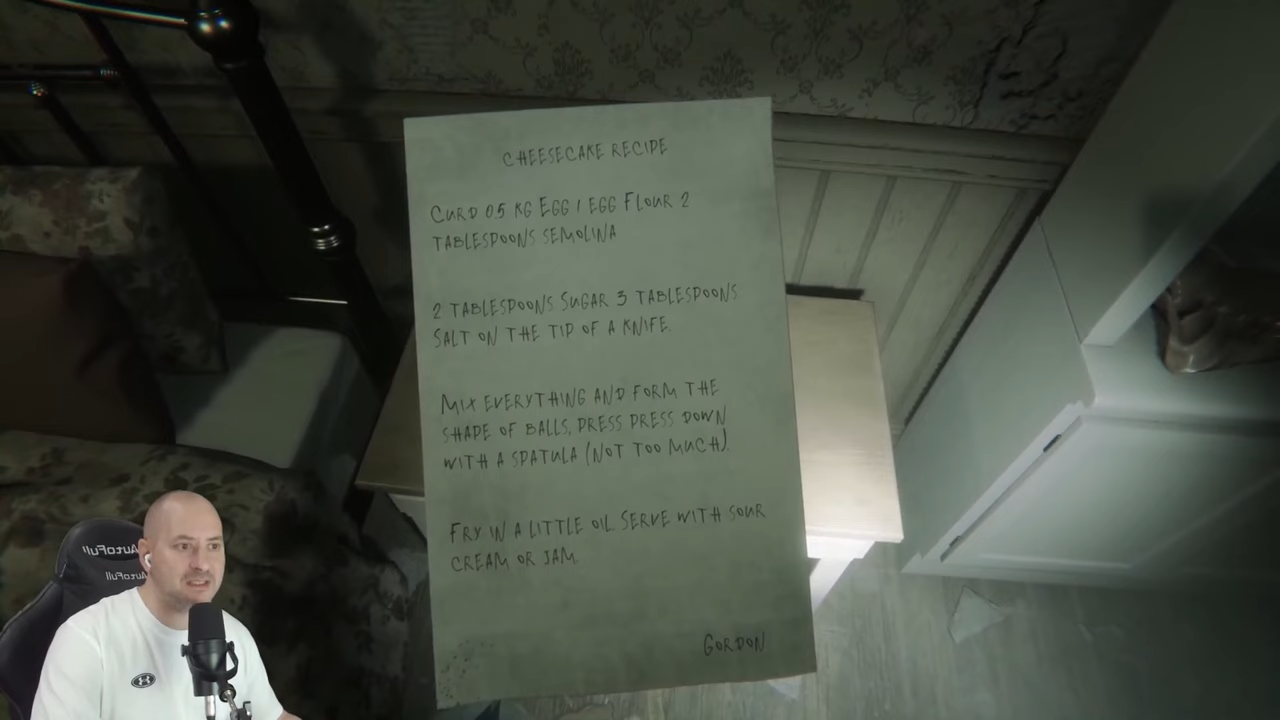 CHEESECAKE RECIPE
CURD 0.5 KG EGG 1 EGG FLOUR 2
TABLESPOONS SEMOLINA
2 TABLESPOONS SUGAR 3 TABLESPOONS
SALT ON THE TIP OF A KNIFE.
MIX EVERYTHING AND FORM THE
SHAPE OF BALLS, PRESS PRESS DOWN
WITH A SPATULA (NOT TOO MUCH).
FRY IN A LITTLE OIL. SERVE WITH SOUR
CREAM OR JAM.
GORDON
AutoFull
AutoFull